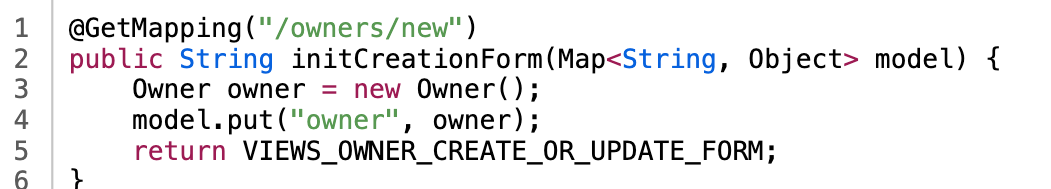 1 @GetMapping("/owners/new")
2 public String initCreationForm(Map<String, Object> model) {
3     Owner owner = new Owner();
4     model.put("owner", owner);
5     return VIEWS_OWNER_CREATE_OR_UPDATE_FORM;
6 }